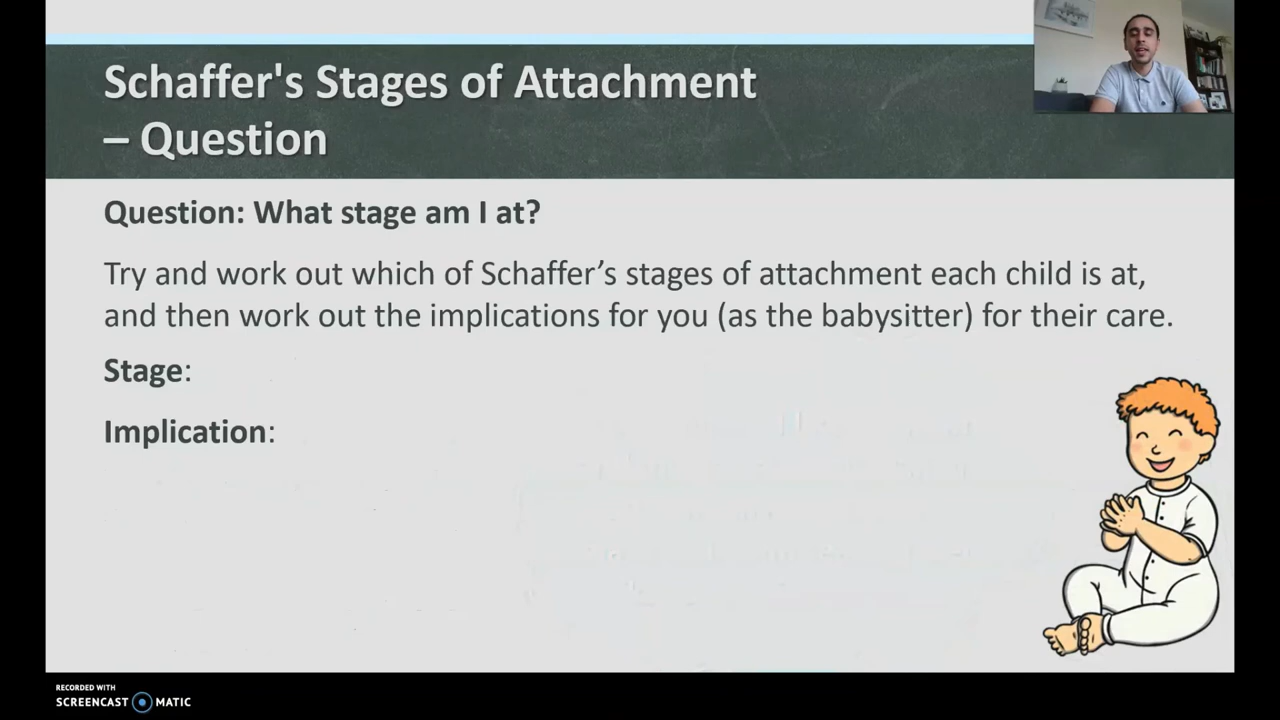 Schaffer's Stages of Attachment
– Question
Question: What stage am I at?
Try and work out which of Schaffer’s stages of attachment each child is at,
and then work out the implications for you (as the babysitter) for their care.
Stage:
Implication:
RECORDED WITH
SCREENCAST MATIC